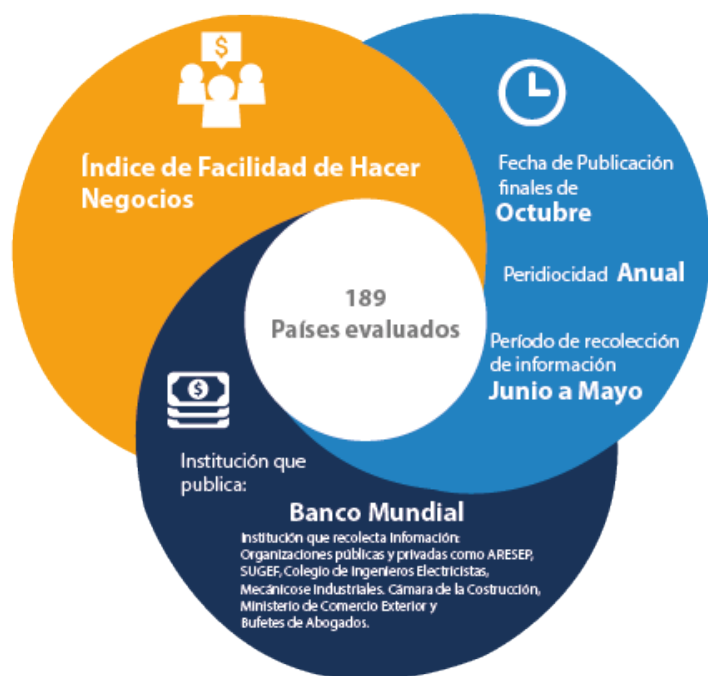 $
Índice de Facilidad de Hacer
Negocios
Fecha de Publicación
finales de
Octubre
Peridiocidad Anual
Período de recolección
de información
Junio a Mayo
189
Países evaluados
$
Institución que
publica:
Banco Mundial
Institución que recolecta Infomación:
Organizaciones públicas y privadas como ARESEP,
SUGEF, Colegio de Ingenieros Electricistas,
Mecánicose Industriales. Cámara de la Costrucción,
Ministerio de Comercio Exterior y
Bufetes de Abogados.